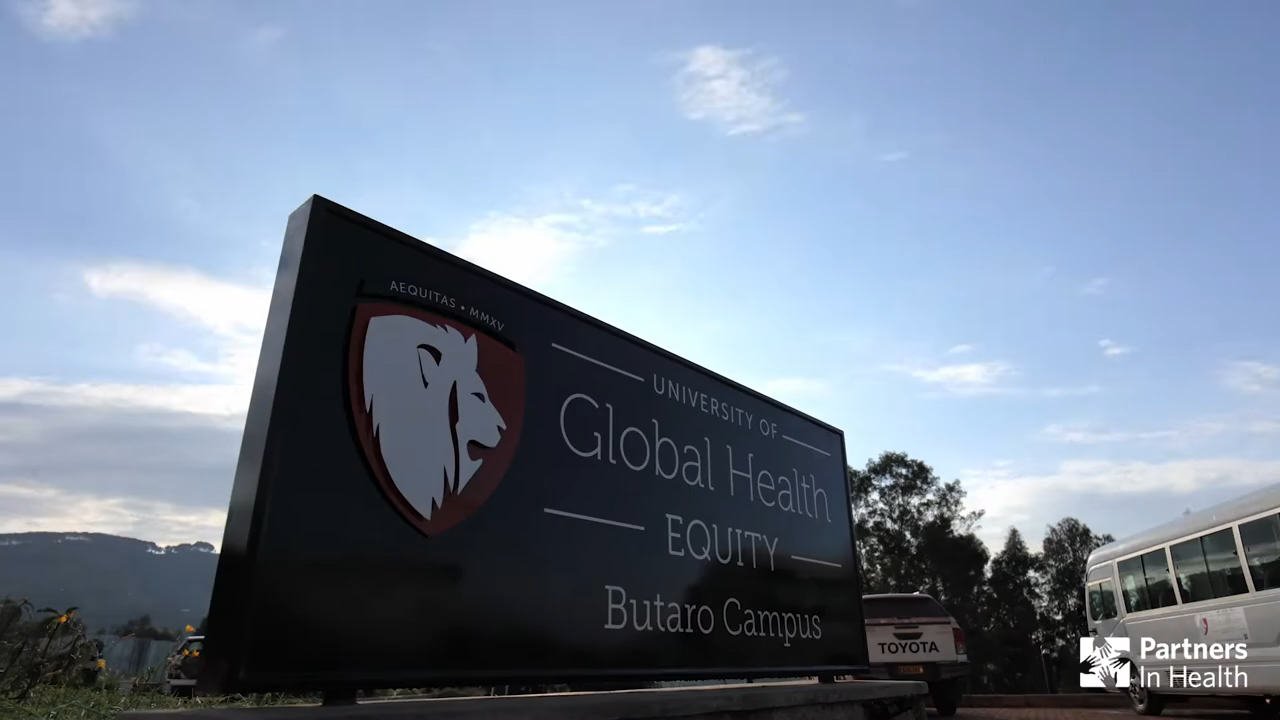 AEQUITAS • MMXV
UNIVERSITY OF
Global Health
EQUITY
Butaro Campus
TOYOTA
Partners
In Health